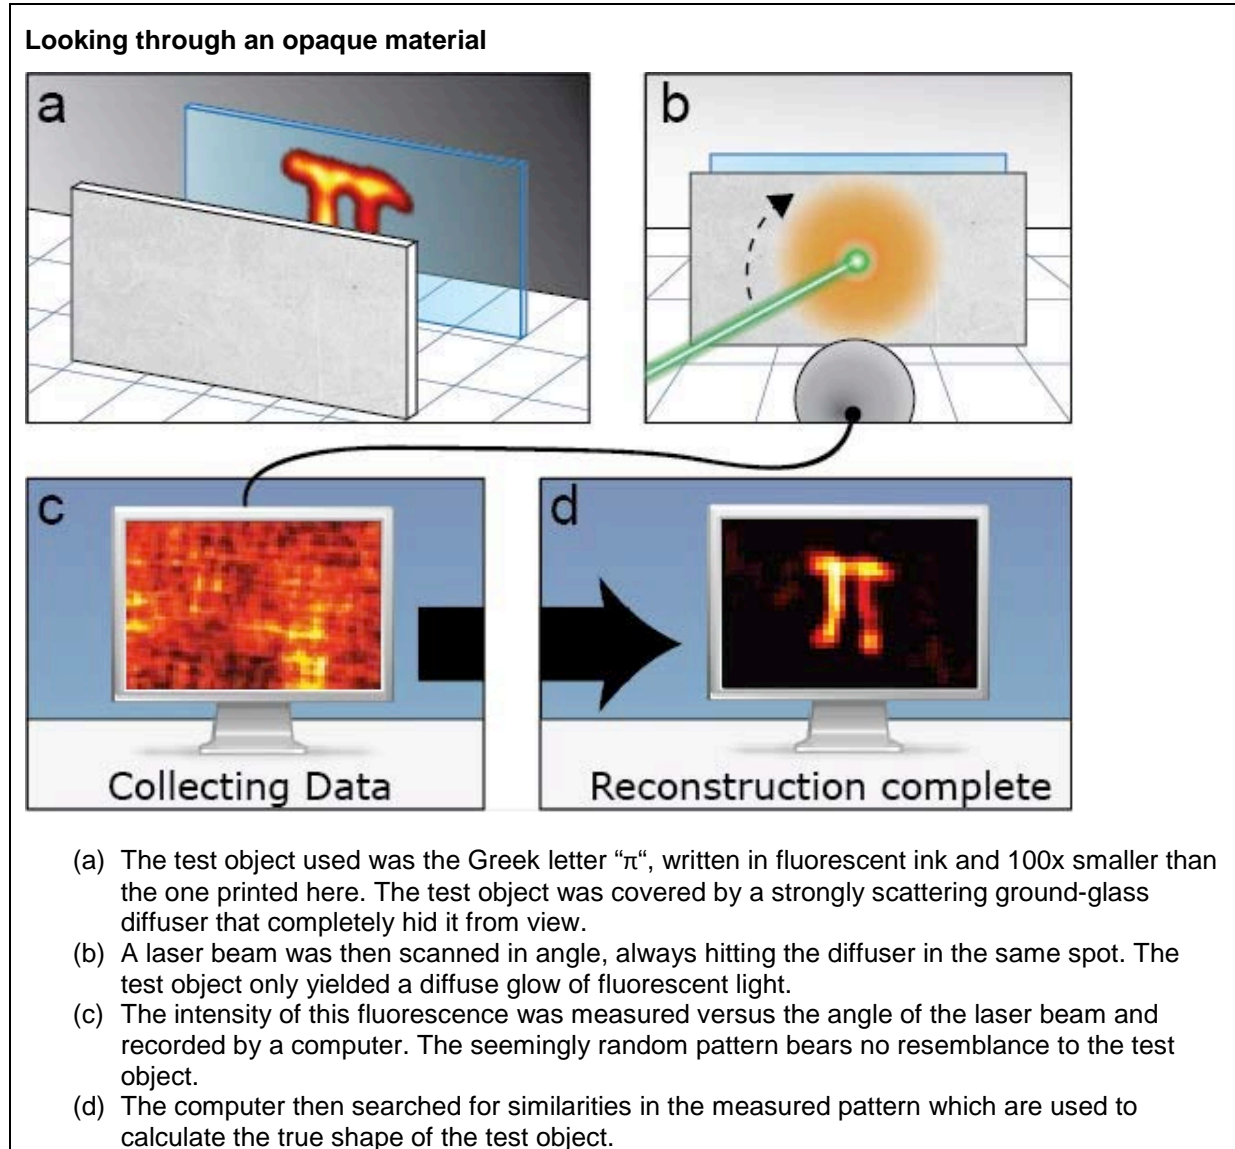 Looking through an opaque material
a
b
c
d
Collecting Data
Reconstruction complete
(a) The test object used was the Greek letter “π“, written in fluorescent ink and 100x smaller than
the one printed here. The test object was covered by a strongly scattering ground-glass
diffuser that completely hid it from view.
(b) A laser beam was then scanned in angle, always hitting the diffuser in the same spot. The
test object only yielded a diffuse glow of fluorescent light.
(c) The intensity of this fluorescence was measured versus the angle of the laser beam and
recorded by a computer. The seemingly random pattern bears no resemblance to the test
object.
(d) The computer then searched for similarities in the measured pattern which are used to
calculate the true shape of the test object.